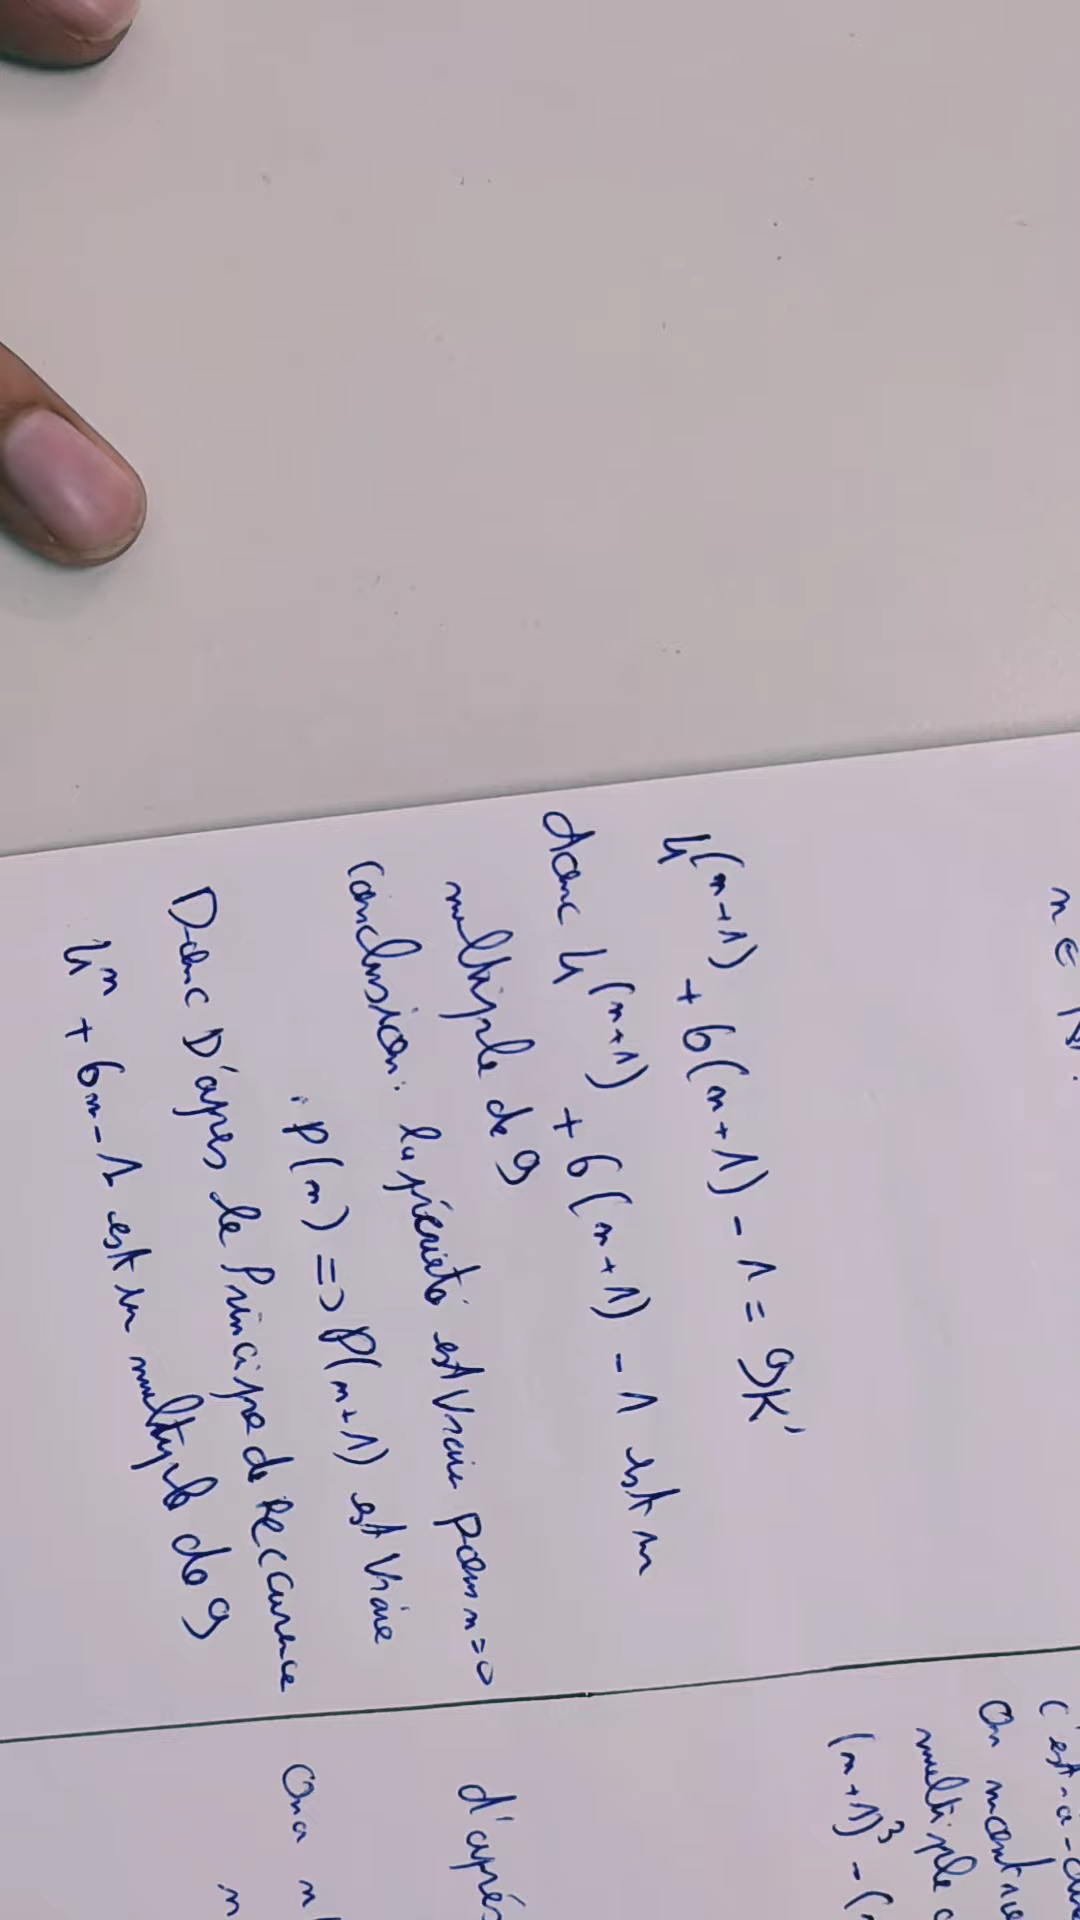 n ∈ N.
4^(n+1) + 6(n+1) - 1 = 9K'
donc 4^(n+1) + 6(n+1) - 1 est un
multiple de 9
Conclusion: la propriété est Vraie pour n=0
. P(n) => P(n+1) est Vraie
Donc D'après le Principe de Reccurence
4^n + 6n - 1 est un multiple de 9
c'est-à-
On montre
multiple
(n+1)³ - (
d'après
On a n
n